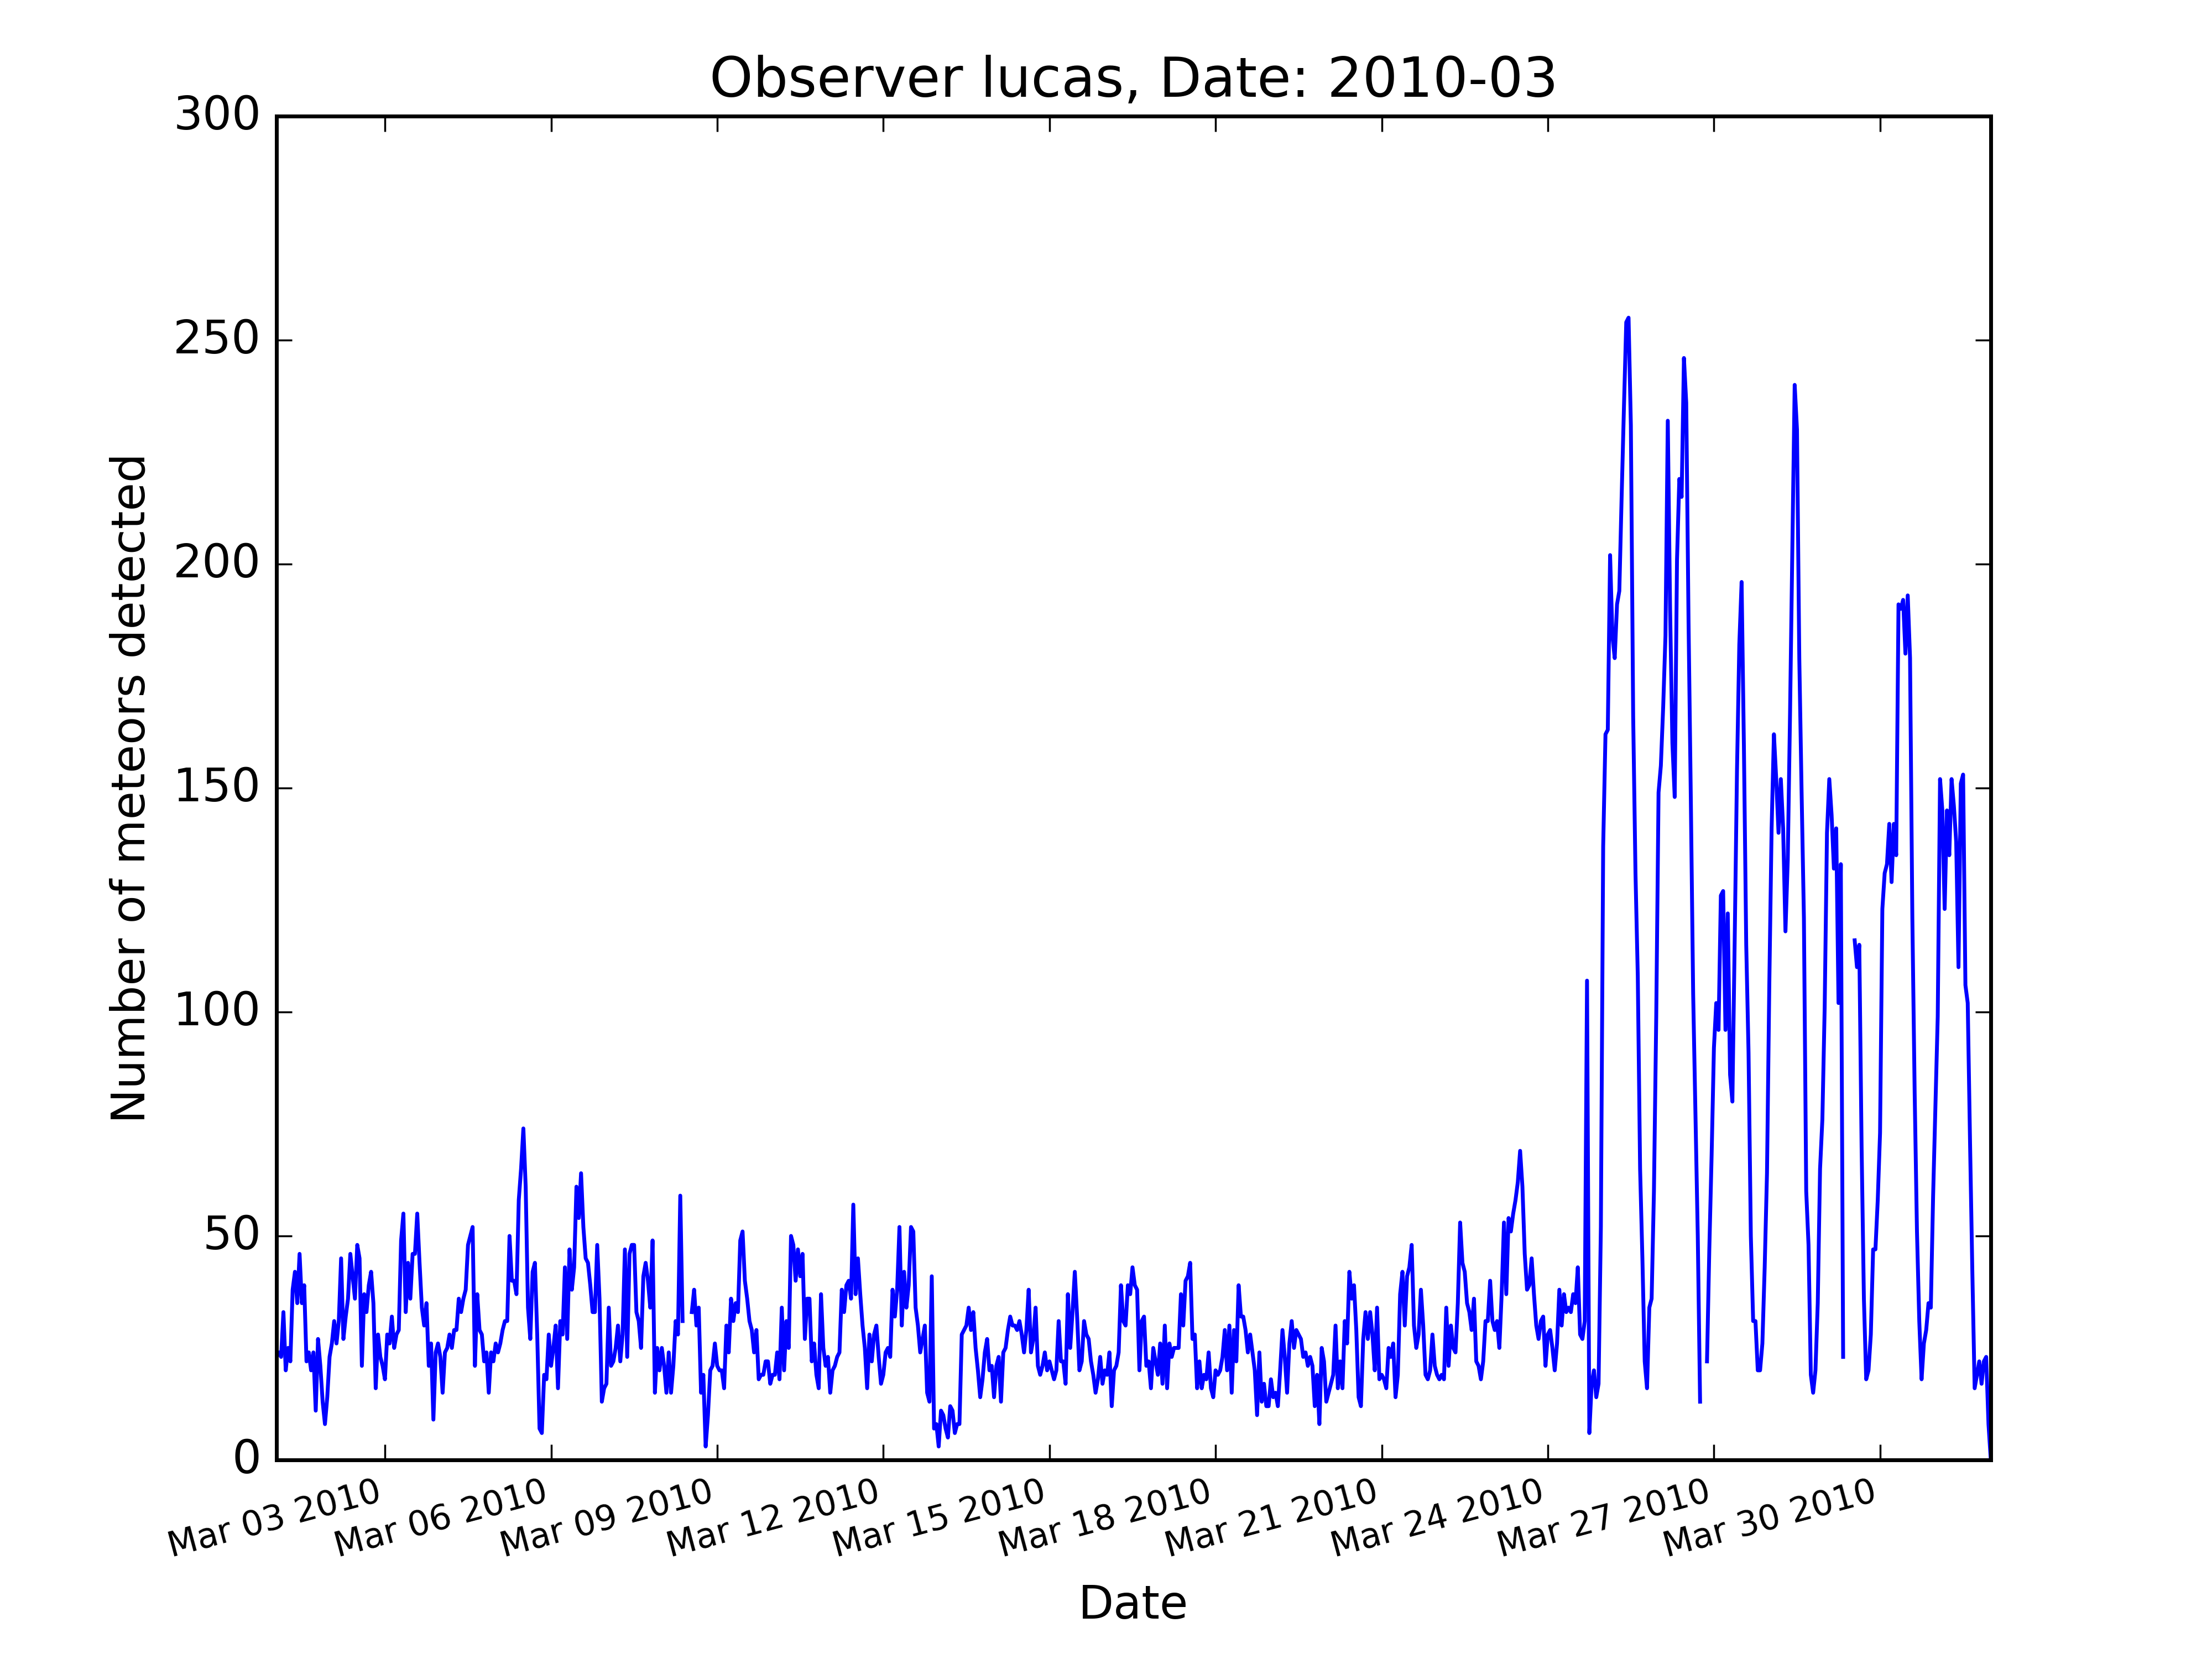 Observer lucas, Date: 2010-03
300
250
200
150
100
50
0
Number of meteors detected
Mar 03 2010
Mar 06 2010
Mar 09 2010
Mar 12 2010
Mar 15 2010
Mar 18 2010
Mar 21 2010
Mar 24 2010
Mar 27 2010
Mar 30 2010
Date